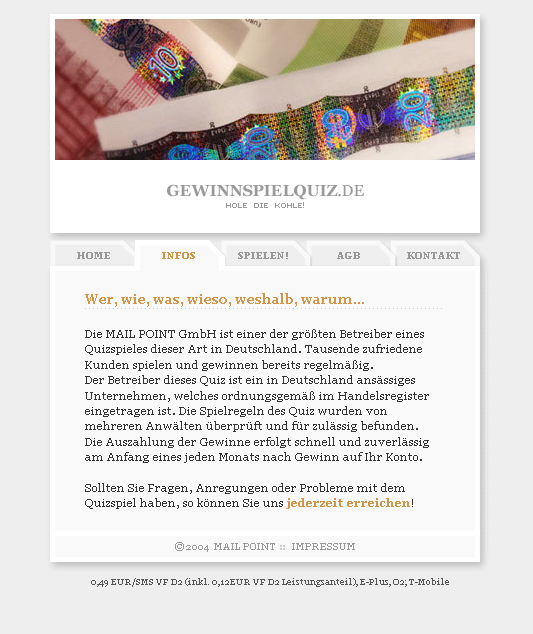 GEWINNSPIELQUIZ.DE
HOLE DIE KOHLE!
HOME INFOS SPIELEN! AGB KONTAKT
Wer, wie, was, wieso, weshalb, warum...
Die MAIL POINT GmbH ist einer der größten Betreiber eines
Quizspieles dieser Art in Deutschland. Tausende zufriedene
Kunden spielen und gewinnen bereits regelmäßig.
Der Betreiber dieses Quiz ist ein in Deutschland ansässiges
Unternehmen, welches ordnungsgemäß im Handelsregister
eingetragen ist. Die Spielregeln des Quiz wurden von
mehreren Anwälten überprüft und für zulässig befunden.
Die Auszahlung der Gewinne erfolgt schnell und zuverlässig
am Anfang eines jeden Monats nach Gewinn auf Ihr Konto.
Sollten Sie Fragen, Anregungen oder Probleme mit dem
Quizspiel haben, so können Sie uns jederzeit erreichen!
©2004 MAIL POINT :: IMPRESSUM
0,49 EUR/SMS VF D2 (inkl. 0,12EUR VF D2 Leistungsanteil), E-Plus, O2; T-Mobile